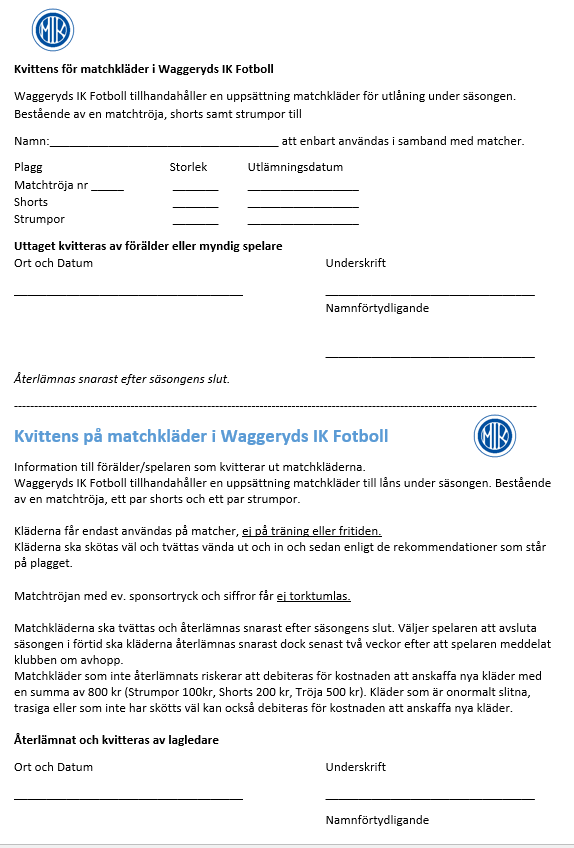 MIK
Kvittens för matchkläder i Waggeryds IK Fotboll
Waggeryds IK Fotboll tillhandahåller en uppsättning matchkläder för utlåning under säsongen.
Bestående av en matchtröja, shorts samt strumpor till
Namn:___________________________________ att enbart användas i samband med matcher.
Plagg Storlek Utlämningsdatum
Matchtröja nr _____ _______ _________________
Shorts _______ _________________
Strumpor _______ _________________
Uttaget kvitteras av förälder eller myndig spelare
Ort och Datum Underskrift
___________________________________ ________________________________
Namnförtydligande
________________________________
Återlämnas snarast efter säsongens slut.
-----------------------------------------------------------------------------------------------------------------------------------
Kvittens på matchkläder i Waggeryds IK Fotboll
MIK
Information till förälder/spelaren som kvitterar ut matchkläderna.
Waggeryds IK Fotboll tillhandahåller en uppsättning matchkläder till låns under säsongen. Bestående
av en matchtröja, ett par shorts och ett par strumpor.
Kläderna får endast användas på matcher, ej på träning eller fritiden.
Kläderna ska skötas väl och tvättas vända ut och in och sedan enligt de rekommendationer som står
på plagget.
Matchtröjan med ev. sponsortryck och siffror får ej torktumlas.
Matchkläderna ska tvättas och återlämnas snarast efter säsongens slut. Väljer spelaren att avsluta
säsongen i förtid ska kläderna återlämnas snarast dock senast två veckor efter att spelaren meddelat
klubben om avhopp.
Matchkläder som inte återlämnats riskerar att debiteras för kostnaden att anskaffa nya kläder med
en summa av 800 kr (Strumpor 100kr, Shorts 200 kr, Tröja 500 kr). Kläder som är onormalt slitna,
trasiga eller som inte har skötts väl kan också debiteras för kostnaden att anskaffa nya kläder.
Återlämnat och kvitteras av lagledare
Ort och Datum Underskrift
___________________________________ ________________________________
Namnförtydligande